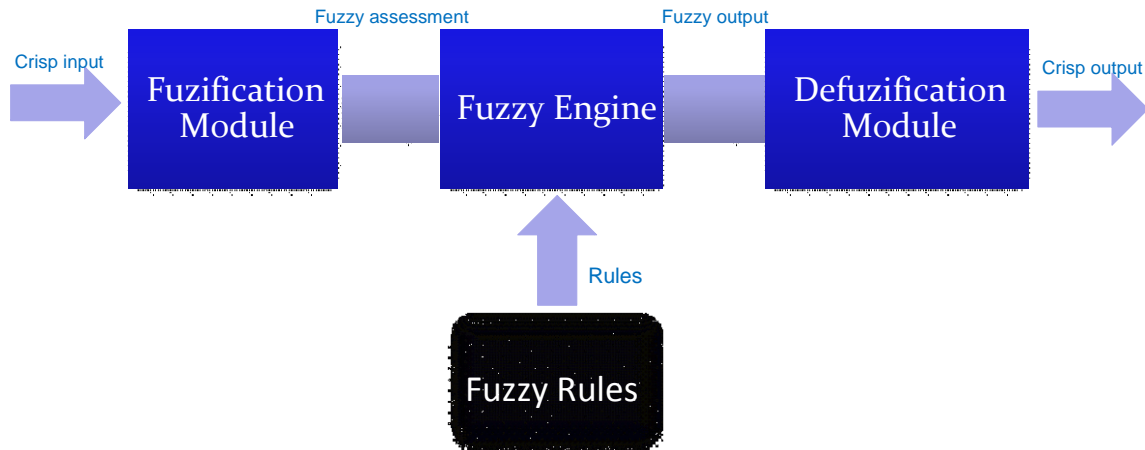 Fuzzy assessment
Fuzzy output
Crisp input
Fuzification
Module
Fuzzy Engine
Defuzification
Module
Crisp output
Rules
Fuzzy Rules